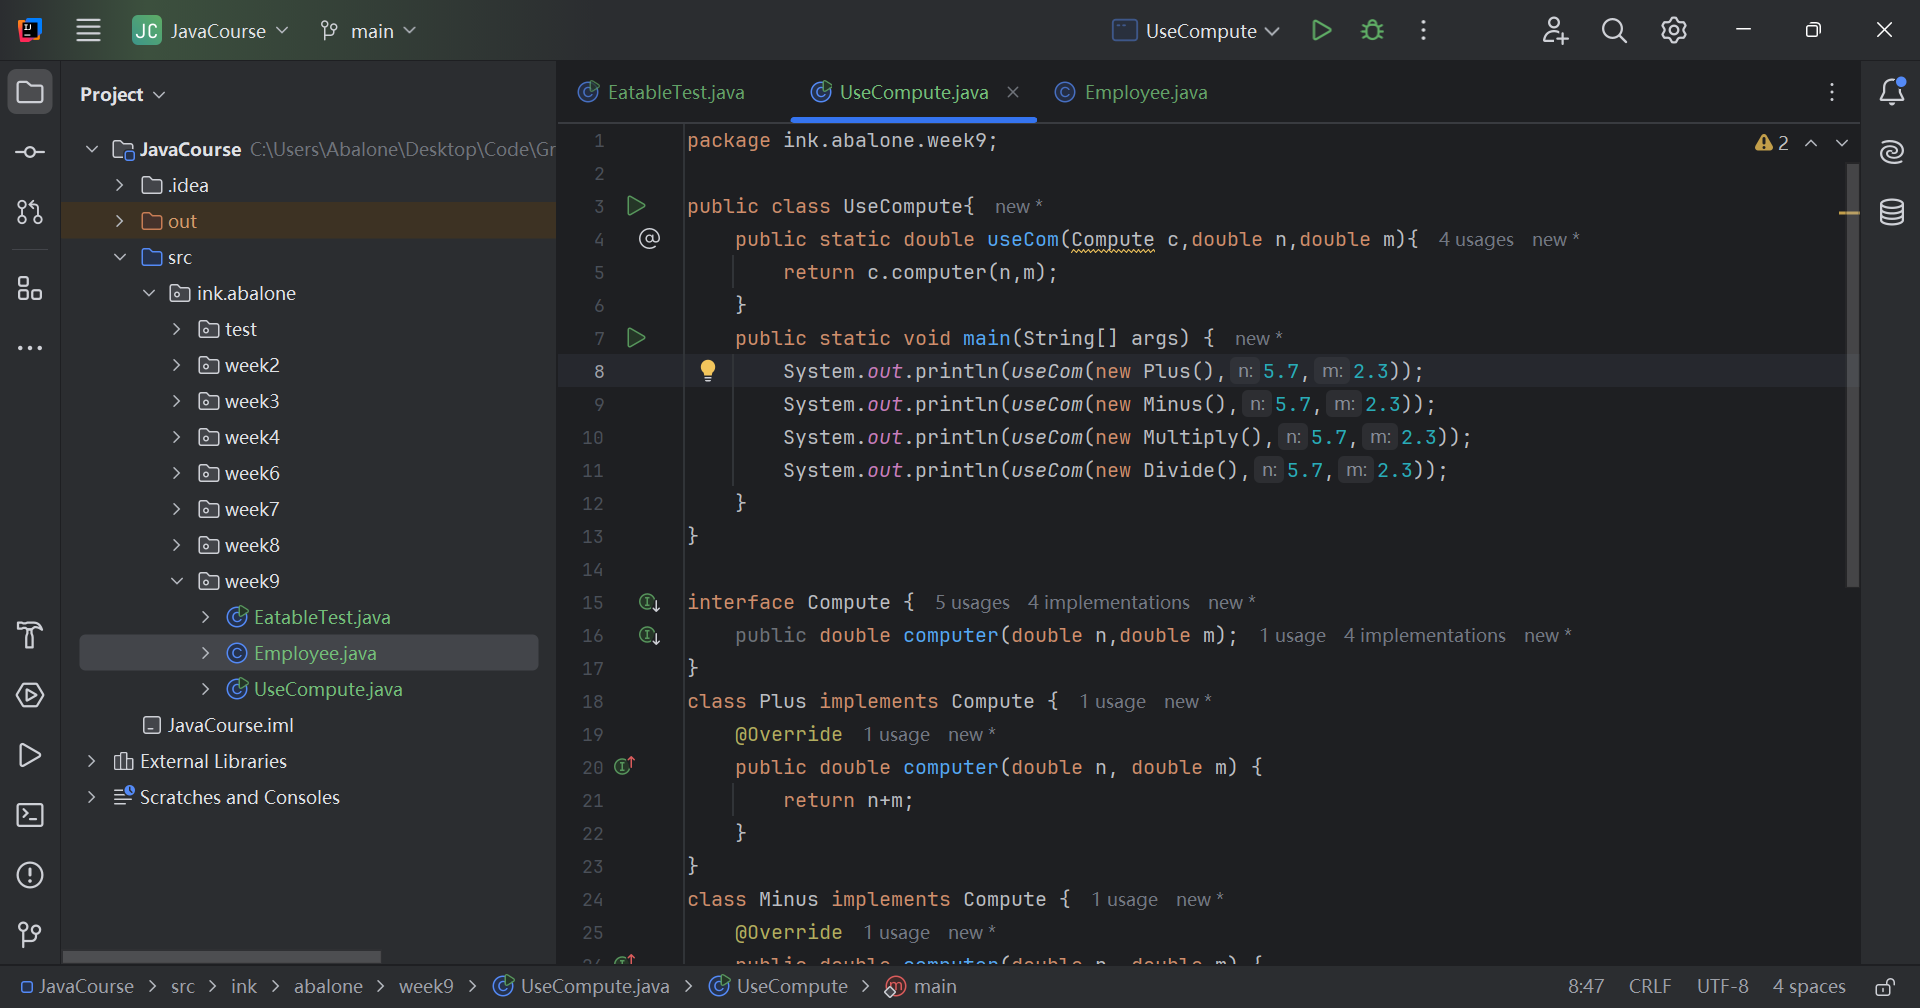 JC JavaCourse main UseCompute
Project
JavaCourse C:\Users\Abalone\Desktop\Code\Gr
.idea
out
src
ink.abalone
test
week2
week3
week4
week6
week7
week8
week9
EatableTest.java
Employee.java
UseCompute.java
JavaCourse.iml
External Libraries
Scratches and Consoles
EatableTest.java UseCompute.java Employee.java
2
1 package ink.abalone.week9;
2
3 public class UseCompute{ new *
4 @ public static double useCom(Compute c,double n,double m){ 4 usages new *
5 return c.computer(n,m);
6 }
7 public static void main(String[] args) { new *
8 System.out.println(useCom(new Plus(), n: 5.7, m: 2.3));
9 System.out.println(useCom(new Minus(), n: 5.7, m: 2.3));
10 System.out.println(useCom(new Multiply(), n: 5.7, m: 2.3));
11 System.out.println(useCom(new Divide(), n: 5.7, m: 2.3));
12 }
13 }
14
15 interface Compute { 5 usages 4 implementations new *
16 public double computer(double n,double m); 1 usage 4 implementations new *
17 }
18 class Plus implements Compute { 1 usage new *
19 @Override 1 usage new *
20 public double computer(double n, double m) {
21 return n+m;
22 }
23 }
24 class Minus implements Compute { 1 usage new *
25 @Override 1 usage new *
26 public double computer(double n, double m) {
JavaCourse > src > ink > abalone > week9 > UseCompute.java > UseCompute > main
8:47 CRLF UTF-8 4 spaces